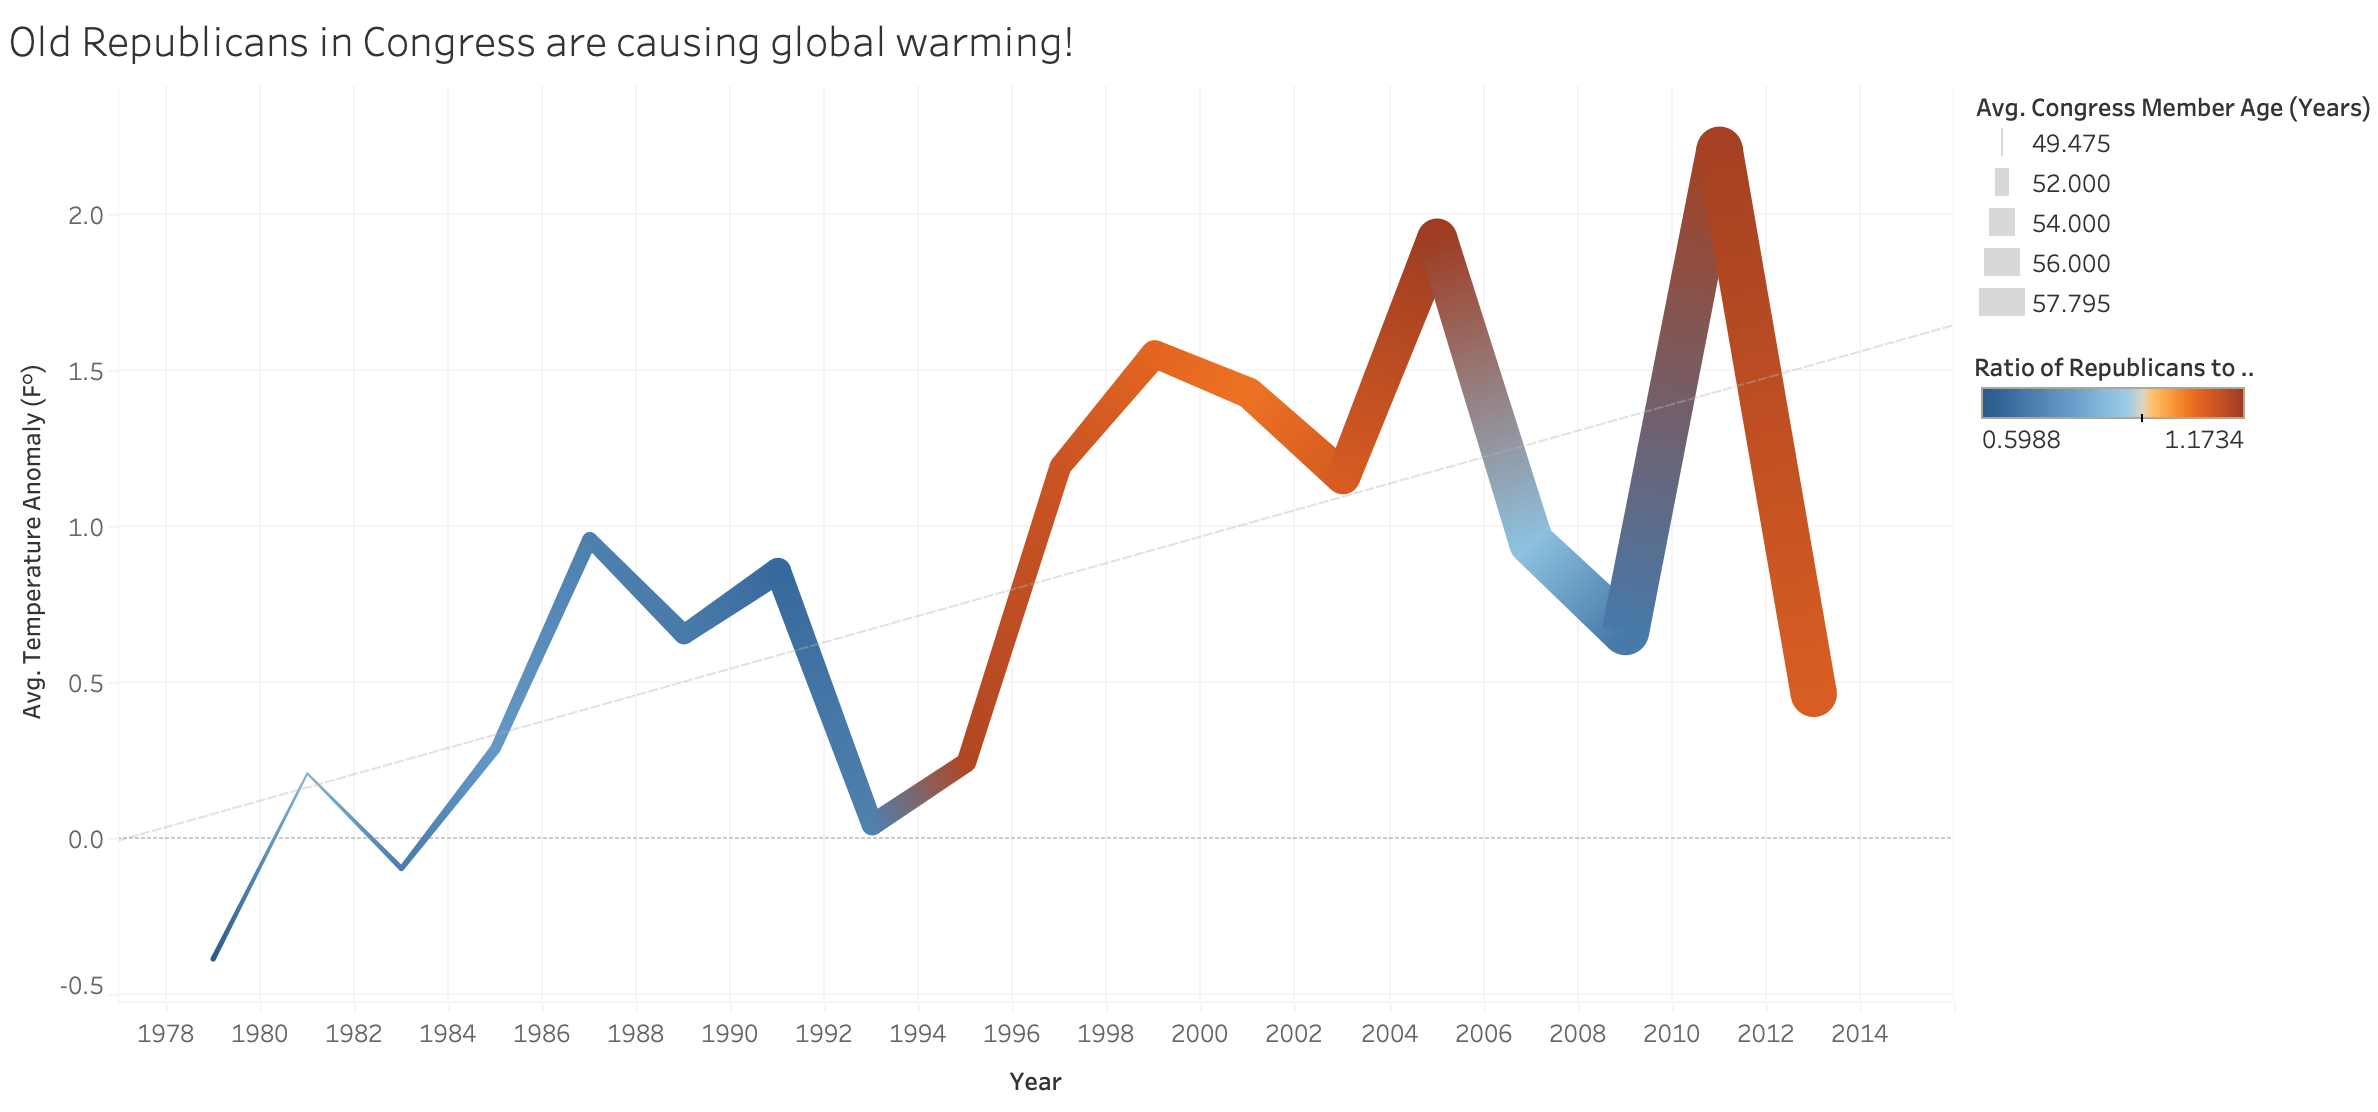 Old Republicans in Congress are causing global warming!
Avg. Temperature Anomaly (F°)
2.0
1.5
1.0
0.5
0.0
-0.5
1978 1980 1982 1984 1986 1988 1990 1992 1994 1996 1998 2000 2002 2004 2006 2008 2010 2012 2014
Year
Avg. Congress Member Age (Years)
49.475
52.000
54.000
56.000
57.795
Ratio of Republicans to ..
0.5988 1.1734